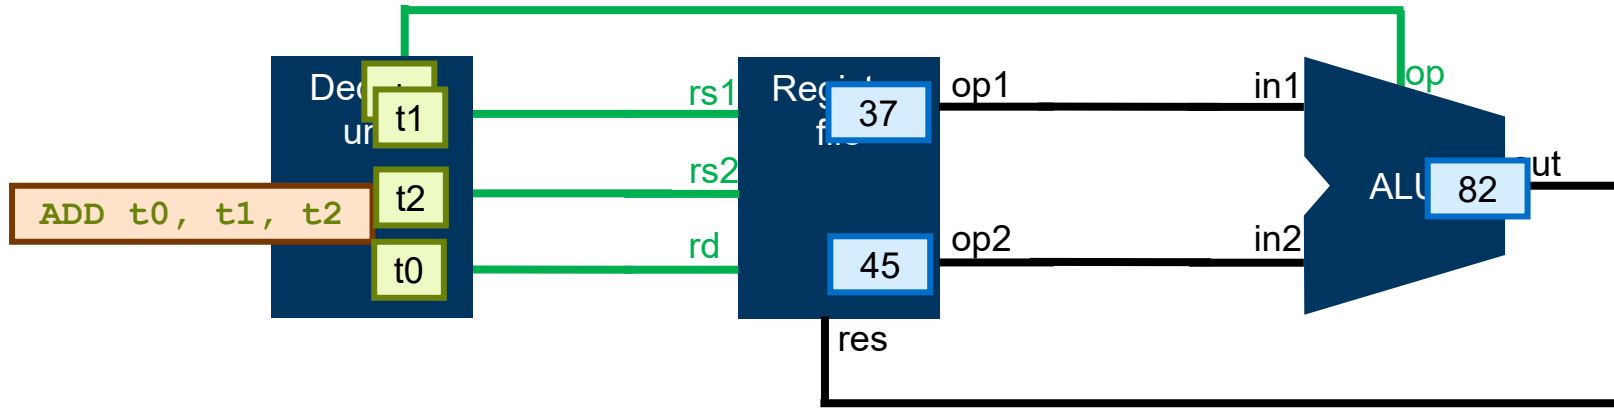 op
t1
rs1
37
op1
in1
rs2
ADD t0, t1, t2
t2
82
rd
t0
45
op2
in2
res